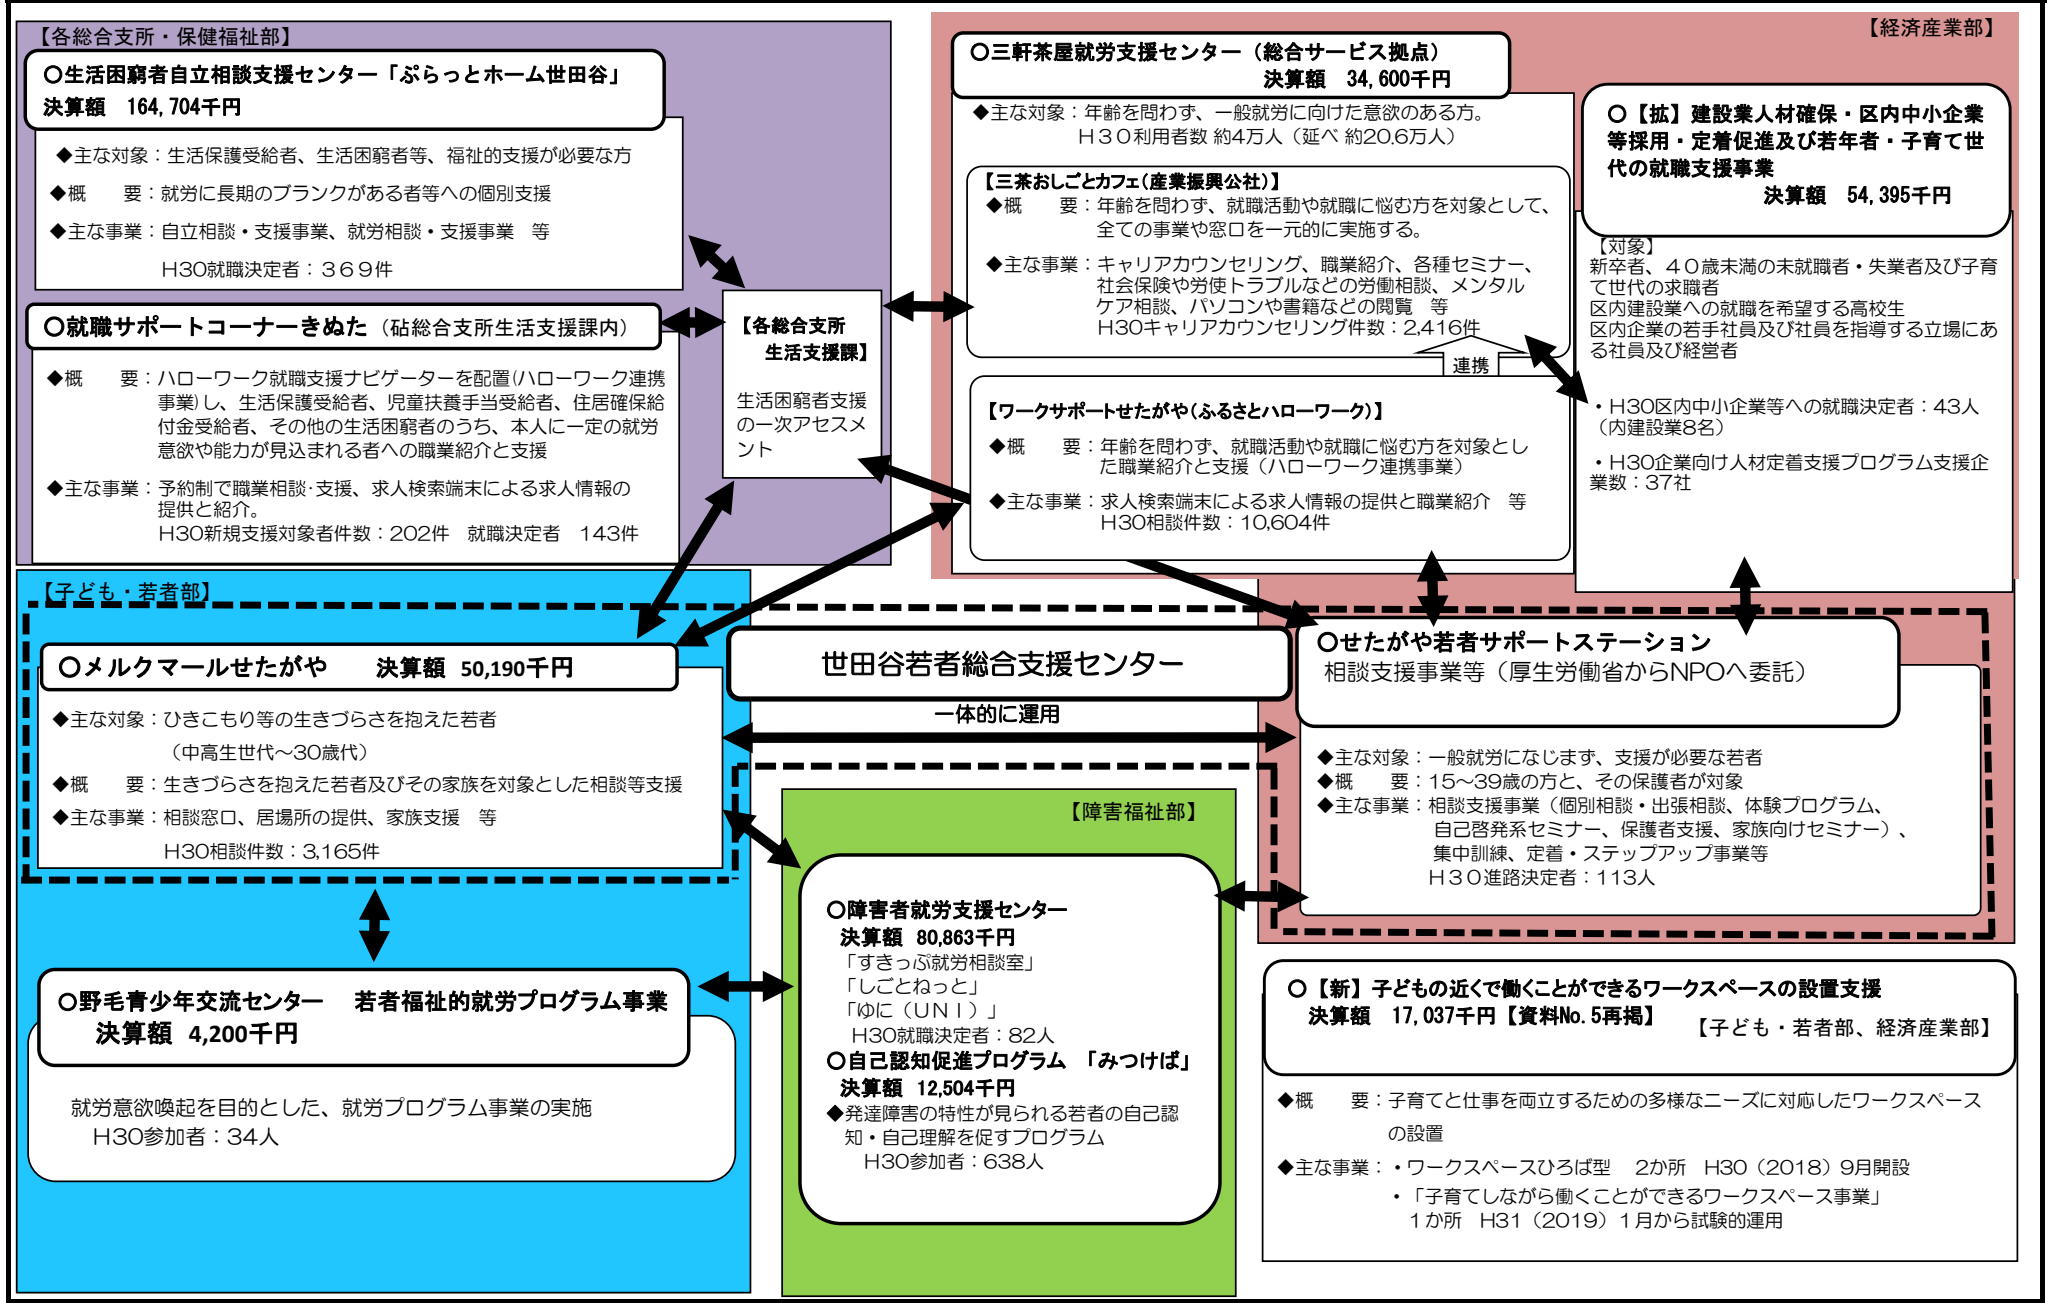 【各総合支所・保健福祉部】
〇生活困窮者自立相談支援センター「ぷらっとホーム世田谷」
決算額　164,704千円
◆主な対象：生活保護受給者、生活困窮者等、福祉的支援が必要な方
◆概　　要：就労に長期のブランクがある者等への個別支援
◆主な事業：自立相談・支援事業、就労相談・支援事業　等
H30就職決定者：３６９件
〇就職サポートコーナーきぬた（砧総合支所生活支援課内）
◆概　　要：ハローワーク就職支援ナビゲーターを配置(ハローワーク連携
事業)し、生活保護受給者、児童扶養手当受給者、住居確保給
付金受給者、その他の生活困窮者のうち、本人に一定の就労
意欲や能力が見込まれる者への職業紹介と支援
◆主な事業：予約制で職業相談･支援、求人検索端末による求人情報の
提供と紹介。
H30新規支援対象者件数：202件　就職決定者　143件
【各総合支所
生活支援課】
生活困窮者支援
の一次アセスメ
ント
【経済産業部】
〇三軒茶屋就労支援センター（総合サービス拠点）
決算額　34,600千円
◆主な対象：年齢を問わず、一般就労に向けた意欲のある方。
Ｈ３０利用者数 約4万人（延べ 約20.6万人）
【三茶おしごとカフェ(産業振興公社)】
◆概　　要：年齢を問わず、就職活動や就職に悩む方を対象として、
全ての事業や窓口を一元的に実施する。
◆主な事業：キャリアカウンセリング、職業紹介、各種セミナー、
社会保険や労使トラブルなどの労働相談、メンタル
ケア相談、パソコンや書籍などの閲覧　等
H30キャリアカウンセリング件数：2,416件
連携
【ワークサポートせたがや(ふるさとハローワーク)】
◆概　　要：年齢を問わず、就職活動や就職に悩む方を対象とし
た職業紹介と支援（ハローワーク連携事業）
◆主な事業：求人検索端末による求人情報の提供と職業紹介　等
H30相談件数：10,604件
〇【拡】建設業人材確保・区内中小企業
等採用・定着促進及び若年者・子育て世
代の就職支援事業
決算額　54,395千円
【対象】
新卒者、４０歳未満の未就職者・失業者及び子育
て世代の求職者
区内建設業への就職を希望する高校生
区内企業の若手社員及び社員を指導する立場にあ
る社員及び経営者
・H30区内中小企業等への就職決定者：43人
（内建設業8名）
・H30企業向け人材定着支援プログラム支援企
業数：37社
【子ども・若者部】
〇メルクマールせたがや　　決算額 50,190千円
◆主な対象：ひきこもり等の生きづらさを抱えた若者
（中高生世代～30歳代）
◆概　　要：生きづらさを抱えた若者及びその家族を対象とした相談等支援
◆主な事業：相談窓口、居場所の提供、家族支援　等
H30相談件数：3,165件
世田谷若者総合支援センター
一体的に運用
〇せたがや若者サポートステーション
相談支援事業等（厚生労働省からNPOへ委託）
◆主な対象：一般就労になじまず、支援が必要な若者
◆概　　要：15～39歳の方と、その保護者が対象
◆主な事業：相談支援事業（個別相談・出張相談、体験プログラム、
自己啓発系セミナー、保護者支援、家族向けセミナー）、
集中訓練、定着・ステップアップ事業等
Ｈ３０進路決定者：113人
〇野毛青少年交流センター　若者福祉的就労プログラム事業
決算額 4,200千円
就労意欲喚起を目的とした、就労プログラム事業の実施
H30参加者：34人
【障害福祉部】
〇障害者就労支援センター
決算額 80,863千円
「すきっぷ就労相談室」
「しごとねっと」
「ゆに（ＵＮＩ）」
H30就職決定者：82人
〇自己認知促進プログラム　「みつけば」
決算額 12,504千円
◆発達障害の特性が見られる若者の自己認
知・自己理解を促すプログラム
H30参加者：638人
〇【新】子どもの近くで働くことができるワークスペースの設置支援
決算額　17,037千円【資料No.5再掲】
【子ども・若者部、経済産業部】
◆概　　要：子育てと仕事を両立するための多様なニーズに対応したワークスペース
の設置
◆主な事業：・ワークスペースひろば型　2か所　H30（2018）9月開設
・「子育てしながら働くことができるワークスペース事業」
１か所　H31（2019）１月から試験的運用